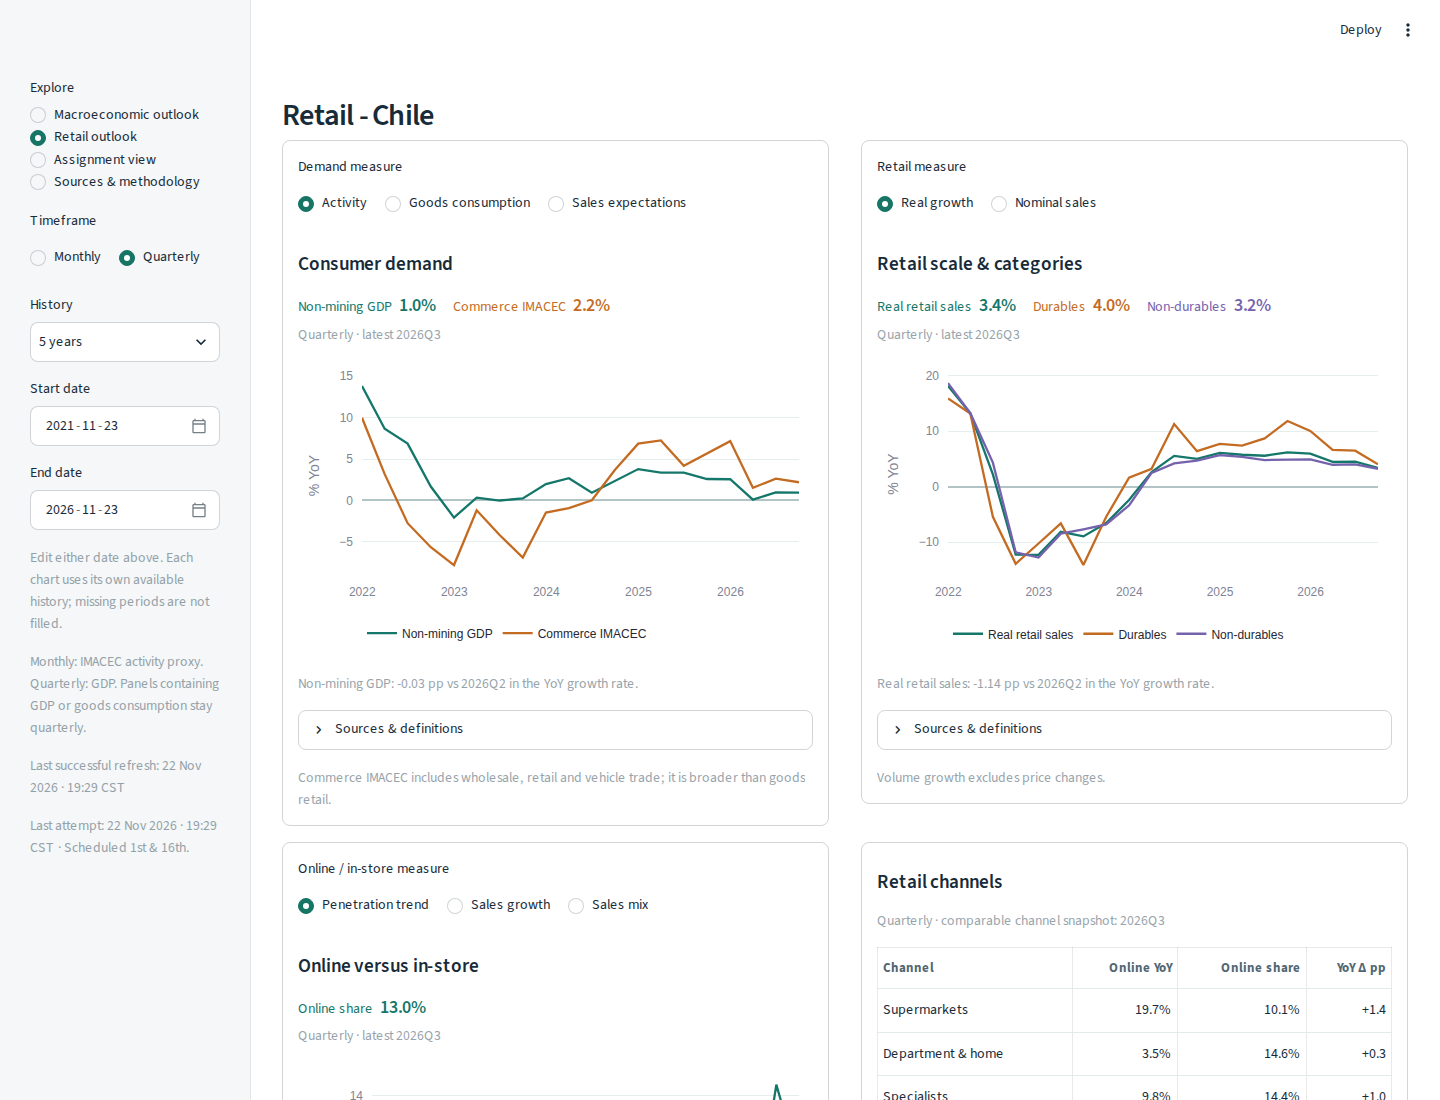 Deploy
Explore
Macroeconomic outlook
Retail outlook
Assignment view
Sources & methodology
Timeframe
Monthly Quarterly
History
5 years
Start date
2021-11-23
End date
2026-11-23
Edit either date above. Each
chart uses its own available
history; missing periods are not
filled.
Monthly: IMACEC activity proxy.
Quarterly: GDP. Panels containing
GDP or goods consumption stay
quarterly.
Last successful refresh: 22 Nov
2026 · 19:29 CST
Last attempt: 22 Nov 2026 · 19:29
CST · Scheduled 1st & 16th.
Retail - Chile
Demand measure
Activity Goods consumption Sales expectations
Consumer demand
Non-mining GDP 1.0% Commerce IMACEC 2.2%
Quarterly · latest 2026Q3
15
10
5
0
−5
% YoY
2022 2023 2024 2025 2026
Non-mining GDP Commerce IMACEC
Non-mining GDP: -0.03 pp vs 2026Q2 in the YoY growth rate.
Sources & definitions
Commerce IMACEC includes wholesale, retail and vehicle trade; it is broader than goods
retail.
Retail measure
Real growth Nominal sales
Retail scale & categories
Real retail sales 3.4% Durables 4.0% Non-durables 3.2%
Quarterly · latest 2026Q3
20
10
0
−10
% YoY
2022 2023 2024 2025 2026
Real retail sales Durables Non-durables
Real retail sales: -1.14 pp vs 2026Q2 in the YoY growth rate.
Sources & definitions
Volume growth excludes price changes.
Online / in-store measure
Penetration trend Sales growth Sales mix
Online versus in-store
Online share 13.0%
Quarterly · latest 2026Q3
14
Retail channels
Quarterly · comparable channel snapshot: 2026Q3
Channel Online YoY Online share YoY Δ pp
Supermarkets 19.7% 10.1% +1.4
Department & home 3.5% 14.6% +0.3
Specialists 9.8% 14.4% +1.0